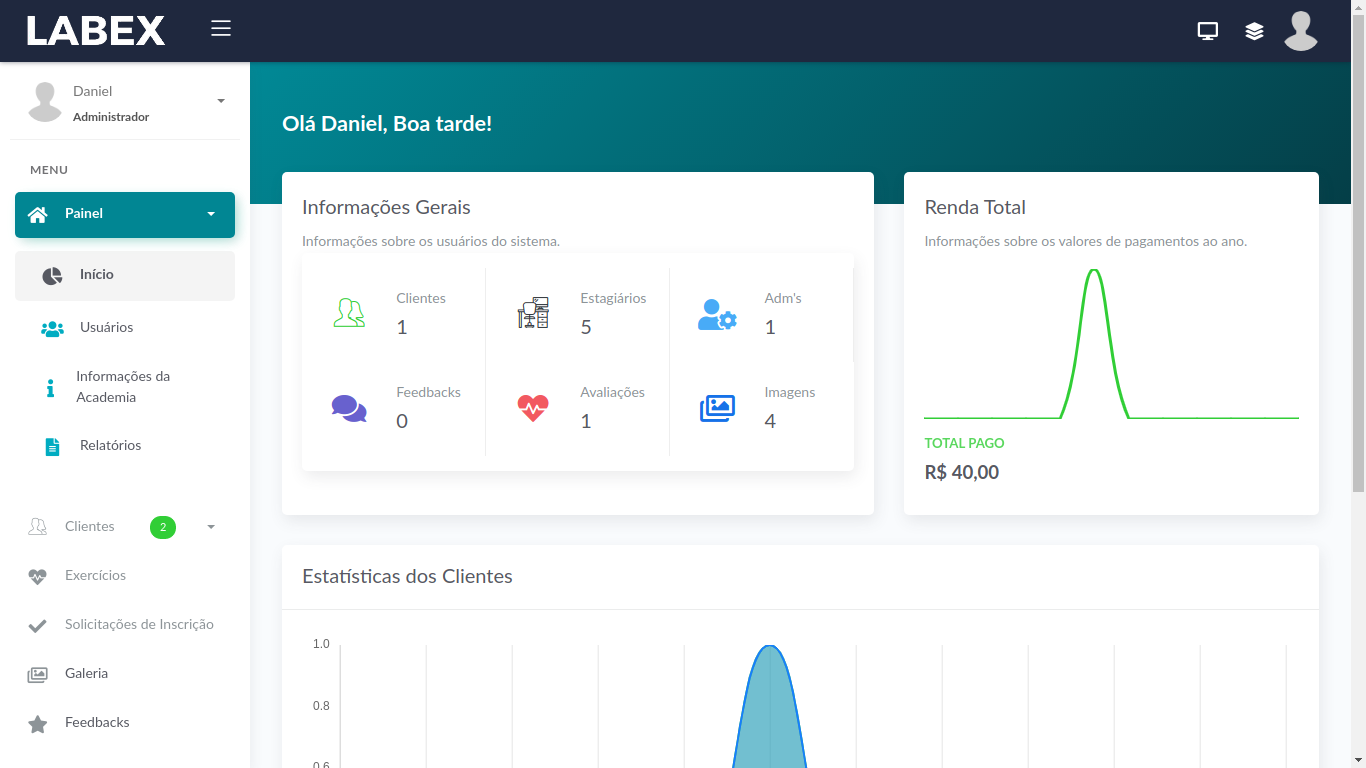 LABEX
Daniel
Administrador
MENU
Painel
Início
Usuários
Informações da
Academia
Relatórios
Clientes
2
Exercícios
Solicitações de Inscrição
Galeria
Feedbacks
Olá Daniel, Boa tarde!
Informações Gerais
Informações sobre os usuários do sistema.
Clientes
1
Estagiários
5
Adm's
1
Feedbacks
0
Avaliações
1
Imagens
4
Renda Total
Informações sobre os valores de pagamentos ao ano.
TOTAL PAGO
R$ 40,00
Estatísticas dos Clientes
1.0
0.8
0.6